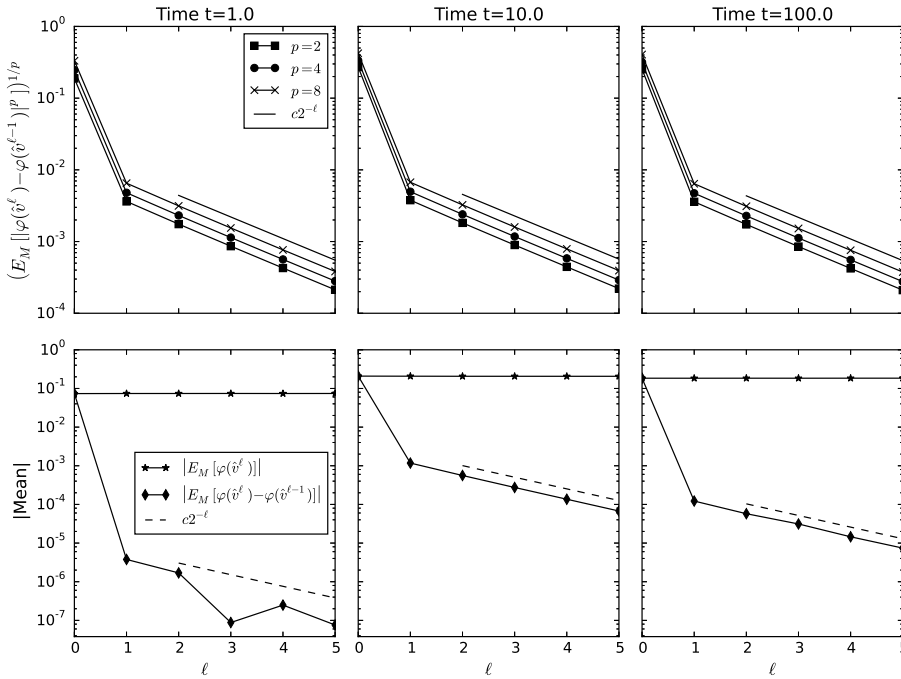 Time t=1.0
Time t=10.0
Time t=100.0
(E_M[|φ(v̂^ℓ)−φ(v̂^{ℓ−1})|^p])^{1/p}
10^0
10^{-1}
10^{-2}
10^{-3}
10^{-4}
p=2
p=4
p=8
c2^{−ℓ}
|Mean|
10^0
10^{-1}
10^{-2}
10^{-3}
10^{-4}
10^{-5}
10^{-6}
10^{-7}
|E_M[φ(v̂^ℓ)]|
|E_M[φ(v̂^ℓ)−φ(v̂^{ℓ−1})]|
c2^{−ℓ}
0 1 2 3 4 5
0 1 2 3 4 5
0 1 2 3 4 5
ℓ
ℓ
ℓ